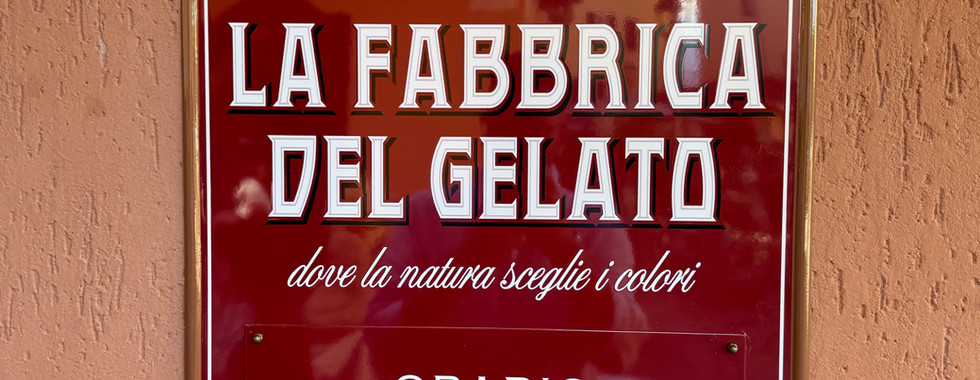 LA FABBRICA
DEL GELATO
dove la natura sceglie i colori